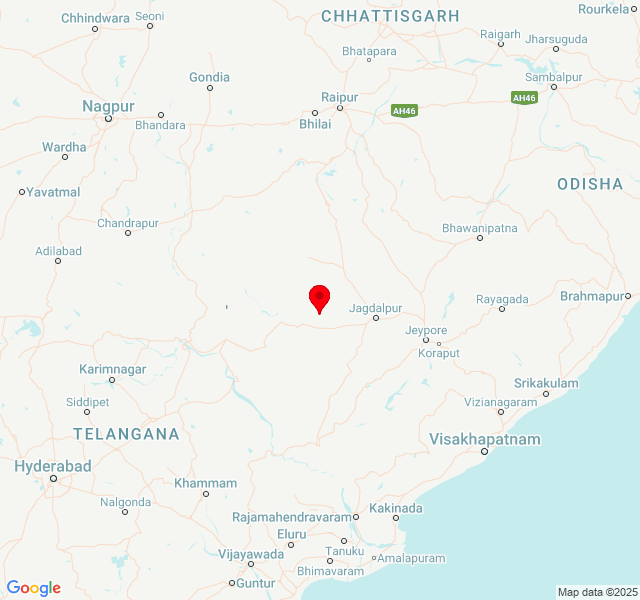 Chhindwara
Seoni
CHHATTISGARH
Rourkela
Raigarh
Jharsuguda
Bhatapara
Gondia
Sambalpur
Nagpur
Raipur
AH46
AH46
Bhandara
Bhilai
Wardha
Yavatmal
ODISHA
Chandrapur
Bhawanipatna
Adilabad
Brahmapur
Rayagada
Jagdalpur
Jeypore
Koraput
Karimnagar
Srikakulam
Siddipet
Vizianagaram
TELANGANA
Visakhapatnam
Hyderabad
Khammam
Nalgonda
Rajamahendravaram
Kakinada
Eluru
Vijayawada
Tanuku
Amalapuram
Bhimavaram
Guntur
Google
Map data ©2025